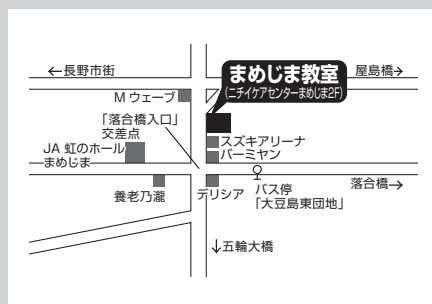 ←長野市街
屋島橋→
まめじま教室
(ニチイケアセンターまめじま2F)
M ウェーブ
「落合橋入口」
交差点
スズキアリーナ
バーミヤン
JA 虹のホール
まめじま
養老乃瀧
デリシア
バス停
「大豆島東団地」
落合橋→
↓五輪大橋